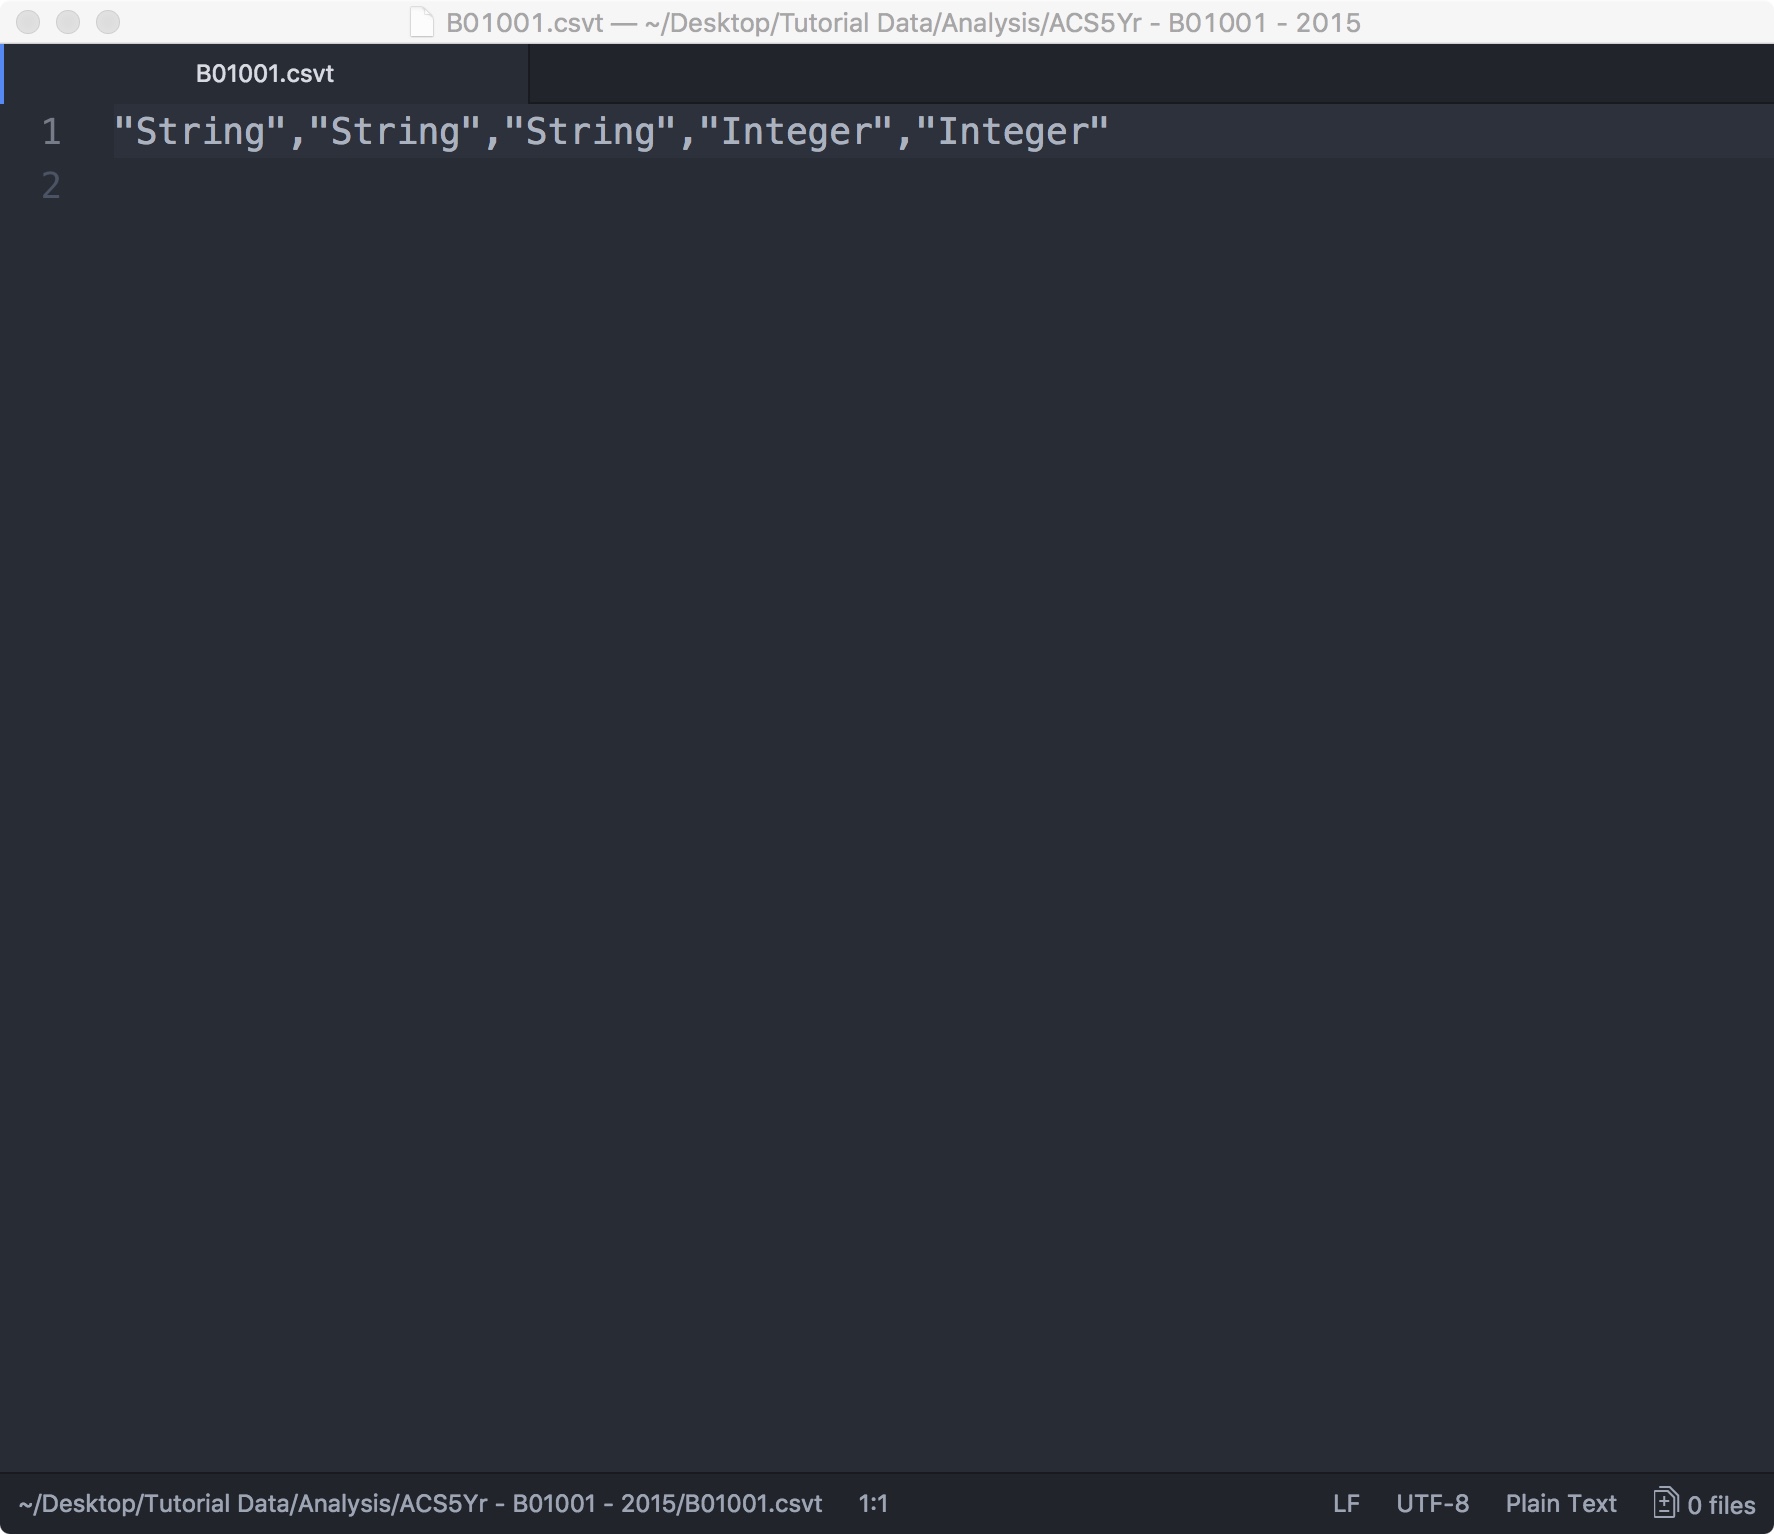 B01001.csvt — ~/Desktop/Tutorial Data/Analysis/ACS5Yr - B01001 - 2015
B01001.csvt
1 "String","String","String","Integer","Integer"
2
~/Desktop/Tutorial Data/Analysis/ACS5Yr - B01001 - 2015/B01001.csvt 1:1 LF UTF-8 Plain Text 0 files